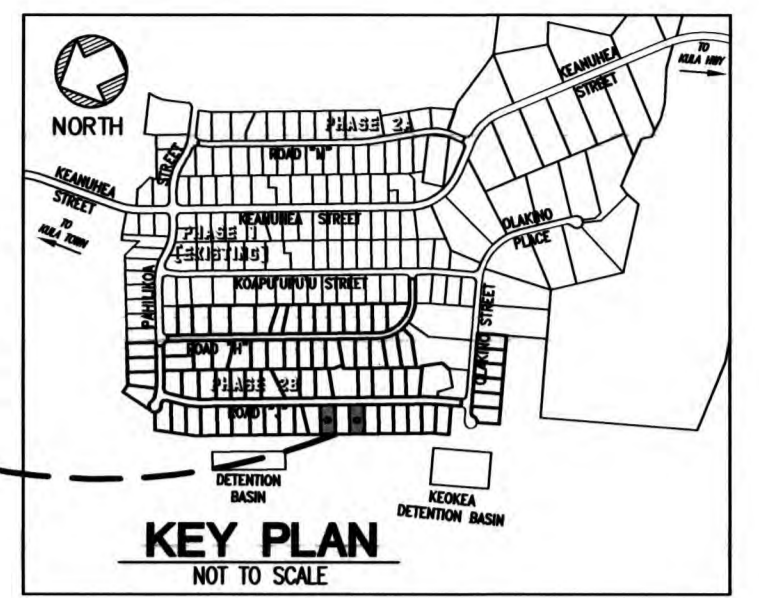 NORTH
TO
KULA HWY
KEANUHEA
STREET
PHASE 2A
STREET
ROAD "N"
KEANUHEA
STREET
TO
KULA TOWN
KEANUHEA STREET
OLAKINO
PLACE
PHASE 1
[EXISTING]
KOAPU'UPU'U STREET
PAHILIKOA
OLAKINO STREET
ROAD "H"
PHASE 2B
ROAD
DETENTION
BASIN
KEOKEA
DETENTION BASIN
KEY PLAN
NOT TO SCALE